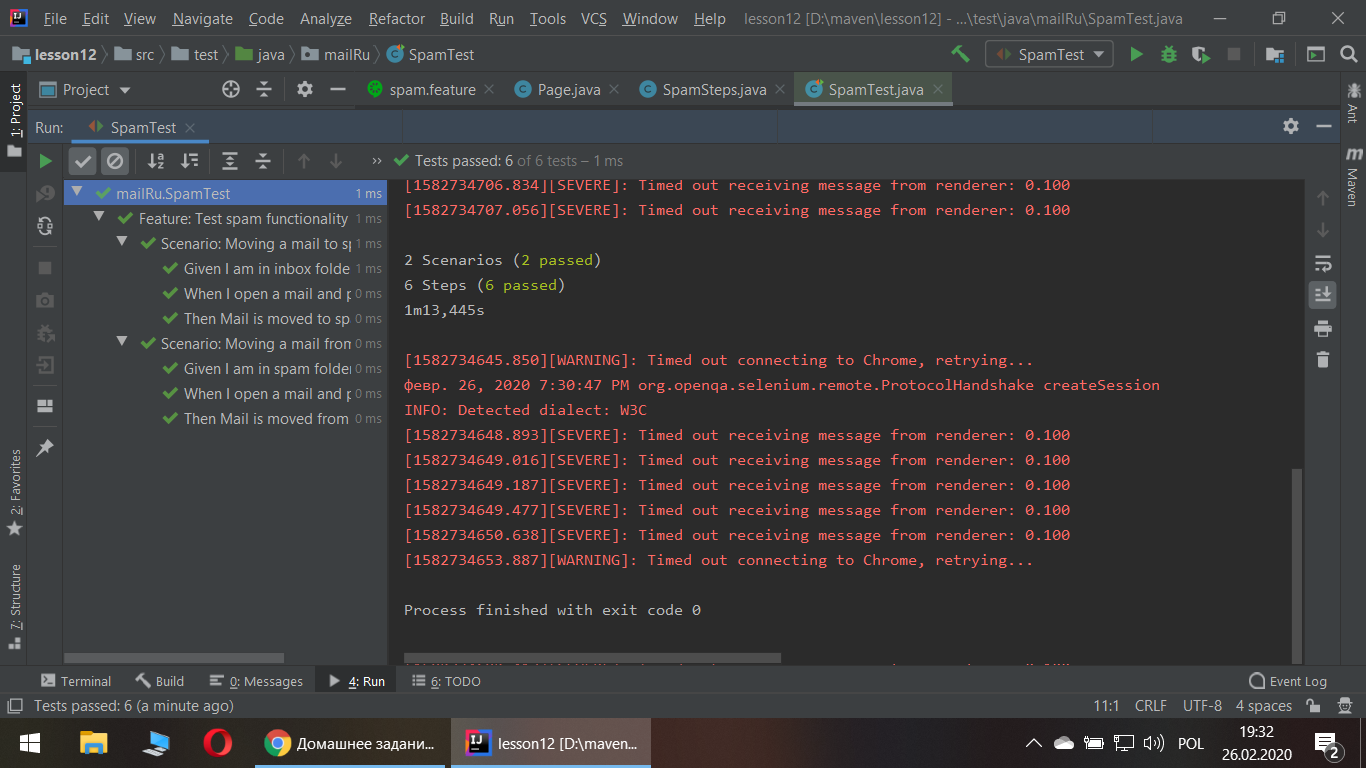 File Edit View Navigate Code Analyze Refactor Build Run Tools VCS Window Help lesson12 [D:\maven\lesson12] - ...\test\java\mailRu\SpamTest.java
lesson12 src test java mailRu SpamTest SpamTest
1: Project
Project spam.feature Page.java SpamSteps.java SpamTest.java
Ant
Maven
Run: SpamTest
Tests passed: 6 of 6 tests – 1 ms
mailRu.SpamTest 1 ms
Feature: Test spam functionality 1 ms
Scenario: Moving a mail to sp 1 ms
Given I am in inbox folde 1 ms
When I open a mail and p 0 ms
Then Mail is moved to sp 0 ms
Scenario: Moving a mail from 0 ms
Given I am in spam folder 0 ms
When I open a mail and p 0 ms
Then Mail is moved from 0 ms
[1582734706.834][SEVERE]: Timed out receiving message from renderer: 0.100
[1582734707.056][SEVERE]: Timed out receiving message from renderer: 0.100
2 Scenarios (2 passed)
6 Steps (6 passed)
1m13,445s
[1582734645.850][WARNING]: Timed out connecting to Chrome, retrying...
февр. 26, 2020 7:30:47 PM org.openqa.selenium.remote.ProtocolHandshake createSession
INFO: Detected dialect: W3C
[1582734648.893][SEVERE]: Timed out receiving message from renderer: 0.100
[1582734649.016][SEVERE]: Timed out receiving message from renderer: 0.100
[1582734649.187][SEVERE]: Timed out receiving message from renderer: 0.100
[1582734649.477][SEVERE]: Timed out receiving message from renderer: 0.100
[1582734650.638][SEVERE]: Timed out receiving message from renderer: 0.100
[1582734653.887][WARNING]: Timed out connecting to Chrome, retrying...
Process finished with exit code 0
2: Favorites
7: Structure
Terminal Build 0: Messages 4: Run 6: TODO Event Log
Tests passed: 6 (a minute ago) 11:1 CRLF UTF-8 4 spaces
Домашнее задани... lesson12 [D:\maven... POL 19:32
26.02.2020
2